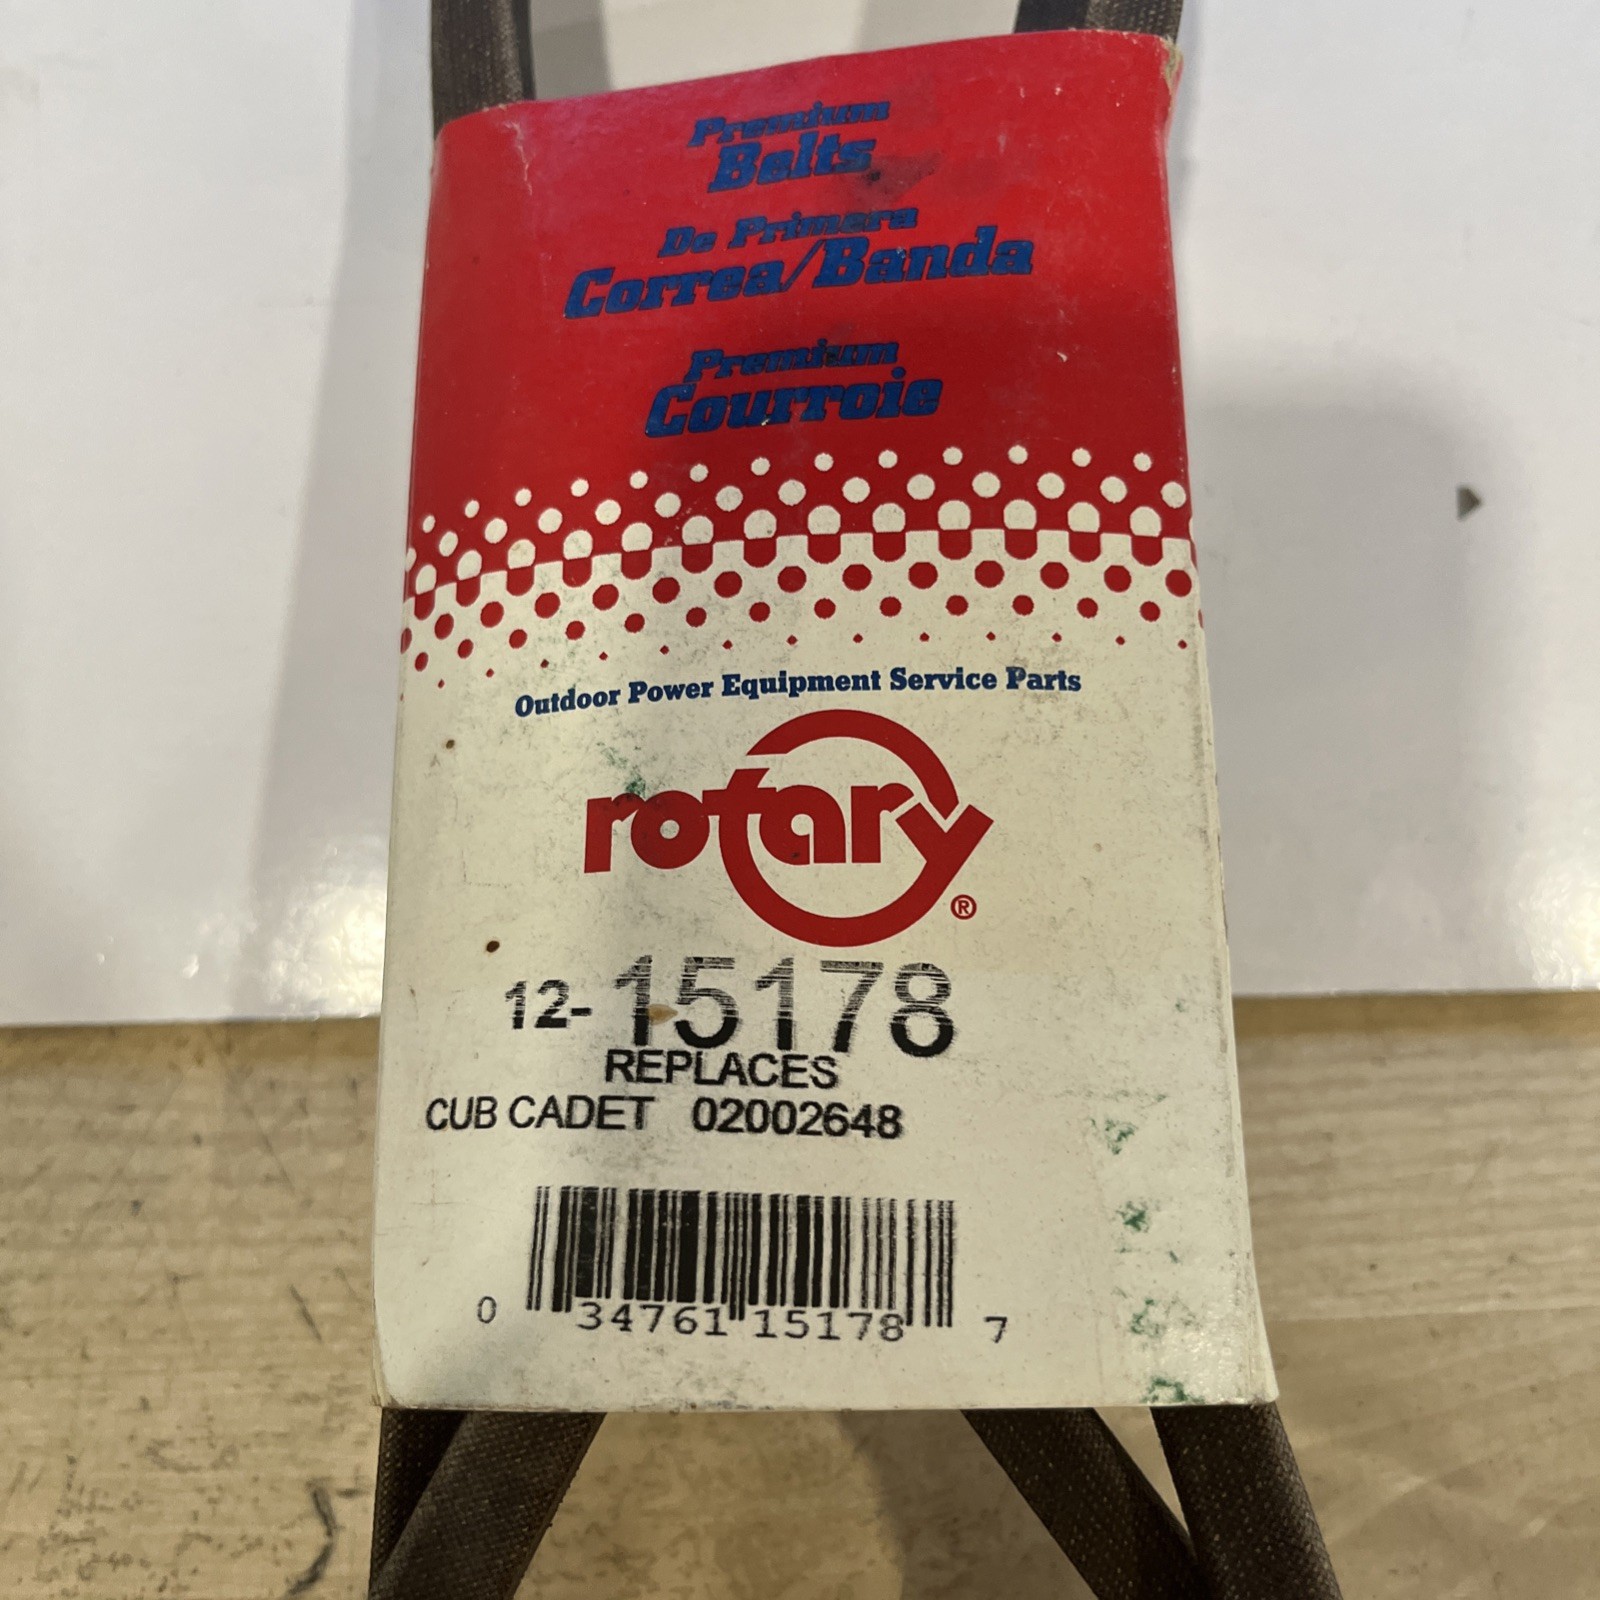 Premium
Belts
De Primera
Correa/Banda
Premium
Courroie
Outdoor Power Equipment Service Parts
rotary®
12-15178
REPLACES
CUB CADET 02002648
0 34761 15178 7